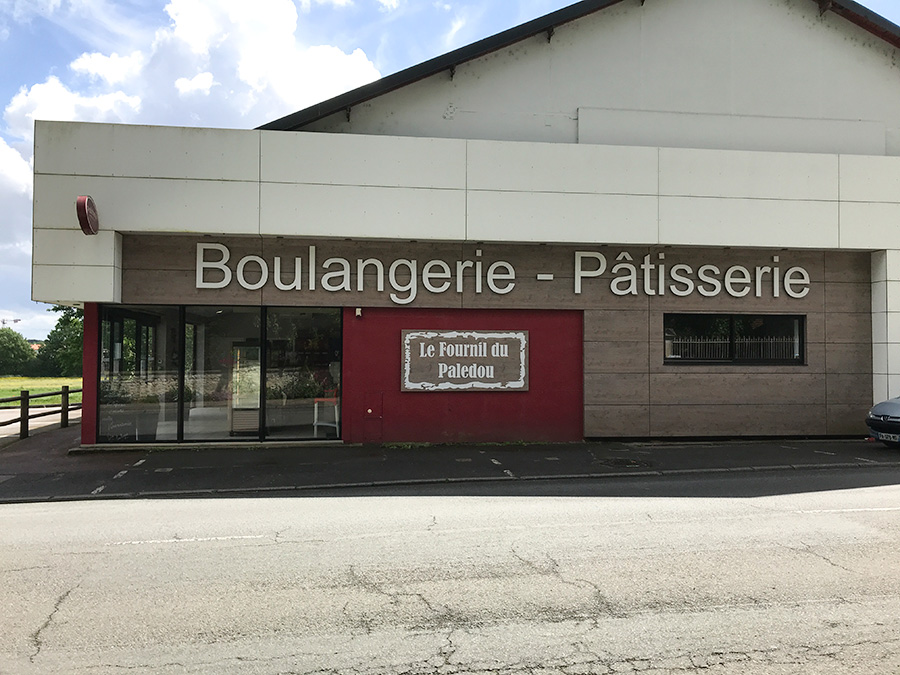 Boulangerie - Pâtisserie
Le Fournil du
Paledou